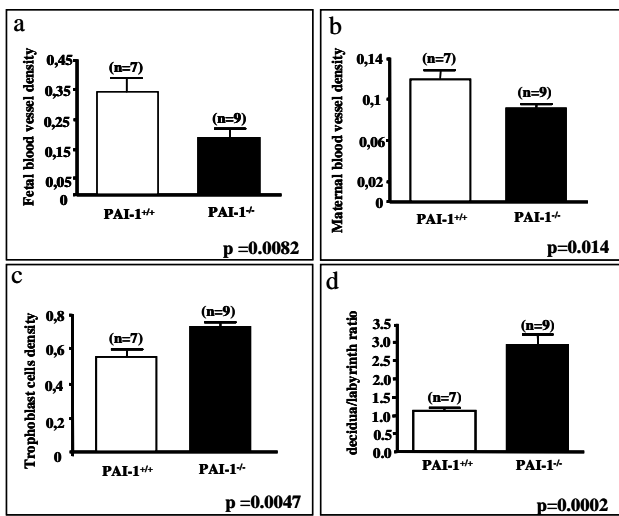 a
Fetal blood vessel density
0,45
0,35
0,25
0,15
0,05
0
(n=7)
(n=9)
PAI-1+/+
PAI-1-/-
p =0.0082
b
Maternal blood vessel density
0,14
0,1
0,06
0,02
0
(n=7)
(n=9)
PAI-1+/+
PAI-1-/-
p=0.014
c
Trophoblast cells density
0,8
0,6
0,4
0,2
0
(n=7)
(n=9)
PAI-1+/+
PAI-1-/-
p =0.0047
d
decidua/labyrinth ratio
3.5
3.0
2.5
2.0
1.5
1.0
0.5
0.0
(n=7)
(n=9)
PAI-1+/+
PAI-1-/-
p=0.0002